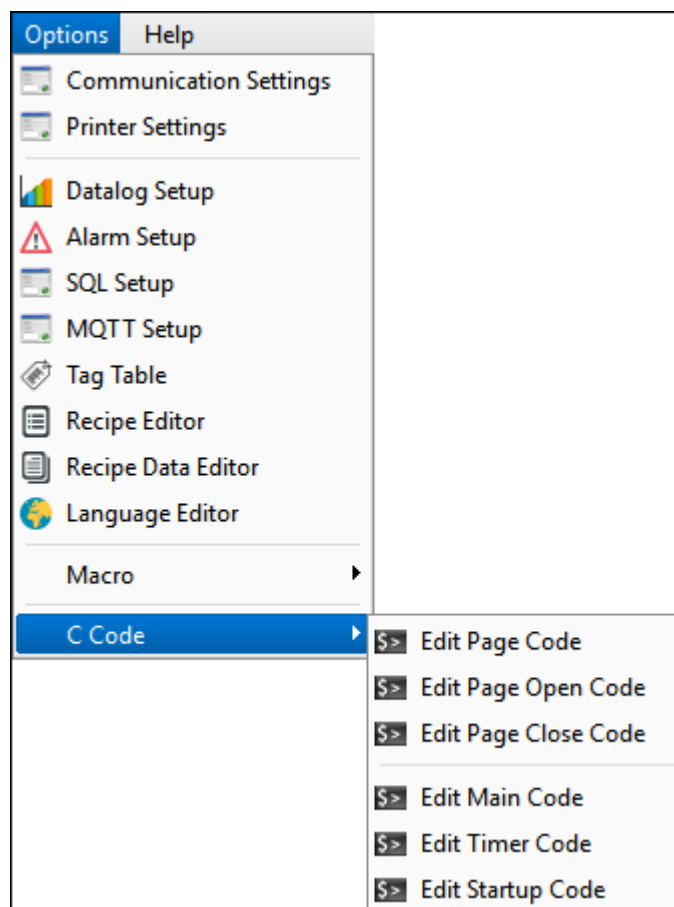 Options Help
Communication Settings
Printer Settings
Datalog Setup
Alarm Setup
SQL Setup
MQTT Setup
Tag Table
Recipe Editor
Recipe Data Editor
Language Editor
Macro
C Code
$> Edit Page Code
$> Edit Page Open Code
$> Edit Page Close Code
$> Edit Main Code
$> Edit Timer Code
$> Edit Startup Code